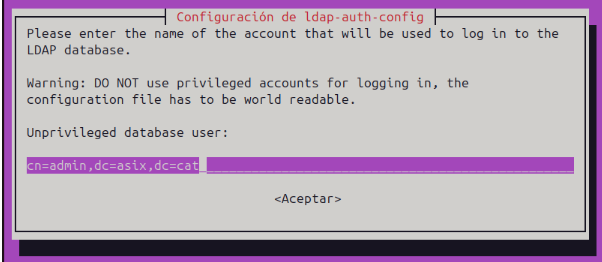 Configuración de ldap-auth-config
Please enter the name of the account that will be used to log in to the
LDAP database.
Warning: DO NOT use privileged accounts for logging in, the
configuration file has to be world readable.
Unprivileged database user:
cn=admin,dc=asix,dc=cat
<Aceptar>